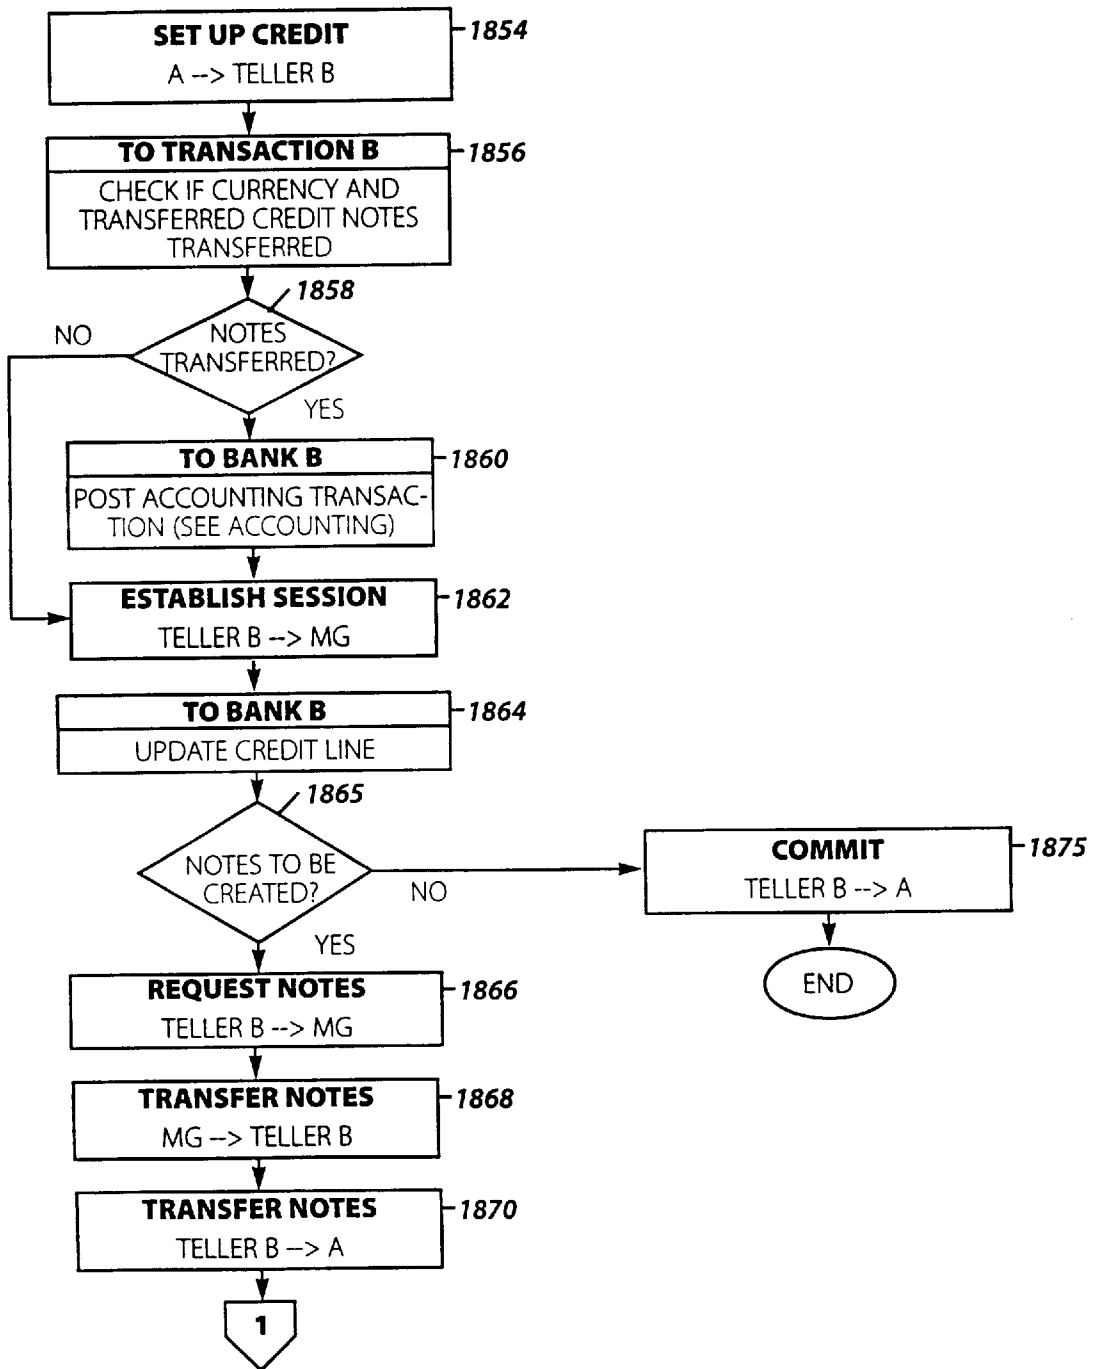 SET UP CREDIT
1854
A --> TELLER B
TO TRANSACTION B
1856
CHECK IF CURRENCY AND
TRANSFERRED CREDIT NOTES
TRANSFERRED
1858
NO
NOTES
TRANSFERRED?
YES
TO BANK B
1860
POST ACCOUNTING TRANSAC-
TION (SEE ACCOUNTING)
ESTABLISH SESSION
1862
TELLER B --> MG
TO BANK B
1864
UPDATE CREDIT LINE
1865
NOTES TO BE
CREATED?
NO
COMMIT
1875
TELLER B --> A
END
YES
REQUEST NOTES
1866
TELLER B --> MG
TRANSFER NOTES
1868
MG --> TELLER B
TRANSFER NOTES
1870
TELLER B --> A
1